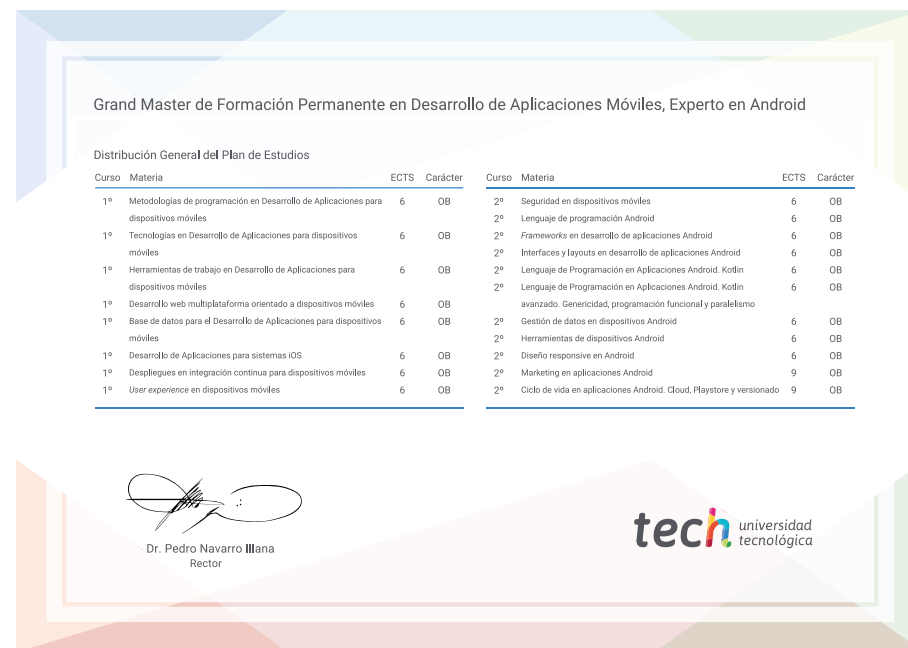 Grand Master de Formación Permanente en Desarrollo de Aplicaciones Móviles, Experto en Android
Distribución General del Plan de Estudios
Curso Materia ECTS Carácter
1º Metodologías de programación en Desarrollo de Aplicaciones para 6 OB
dispositivos móviles
1º Tecnologías en Desarrollo de Aplicaciones para dispositivos 6 OB
móviles
1º Herramientas de trabajo en Desarrollo de Aplicaciones para 6 OB
dispositivos móviles
1º Desarrollo web multiplataforma orientado a dispositivos móviles 6 OB
1º Base de datos para el Desarrollo de Aplicaciones para dispositivos 6 OB
móviles
1º Desarrollo de Aplicaciones para sistemas iOS 6 OB
1º Despliegues en integración continua para dispositivos móviles 6 OB
1º User experience en dispositivos móviles 6 OB
Curso Materia ECTS Carácter
2º Seguridad en dispositivos móviles 6 OB
2º Lenguaje de programación Android 6 OB
2º Frameworks en desarrollo de aplicaciones Android 6 OB
2º Interfaces y layouts en desarrollo de aplicaciones Android 6 OB
2º Lenguaje de Programación en Aplicaciones Android. Kotlin 6 OB
2º Lenguaje de Programación en Aplicaciones Android. Kotlin 6 OB
avanzado. Genericidad, programación funcional y paralelismo
2º Gestión de datos en dispositivos Android 6 OB
2º Herramientas de dispositivos Android 6 OB
2º Diseño responsive en Android 6 OB
2º Marketing en aplicaciones Android 9 OB
2º Ciclo de vida en aplicaciones Android. Cloud, Playstore y versionado 9 OB
Dr. Pedro Navarro Illana
Rector
tech universidad
tecnológica